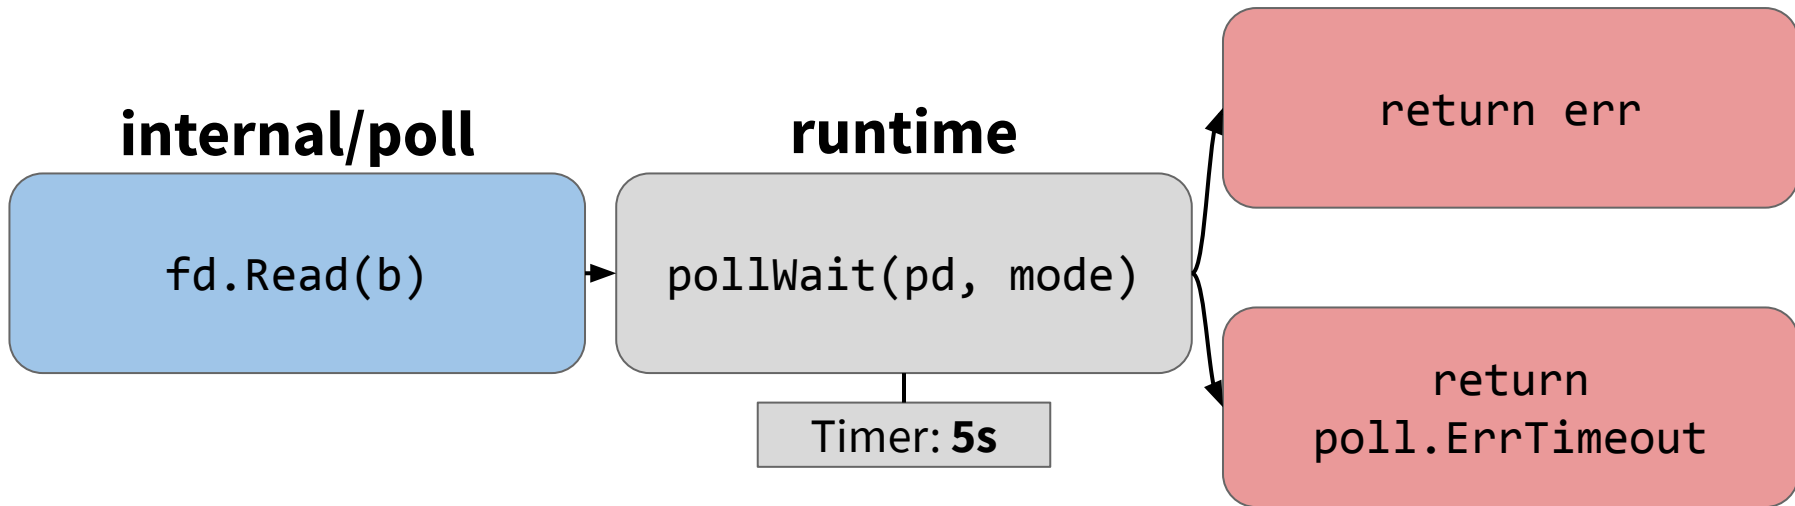 internal/poll
fd.Read(b)
runtime
pollWait(pd, mode)
Timer: 5s
return err
return
poll.ErrTimeout